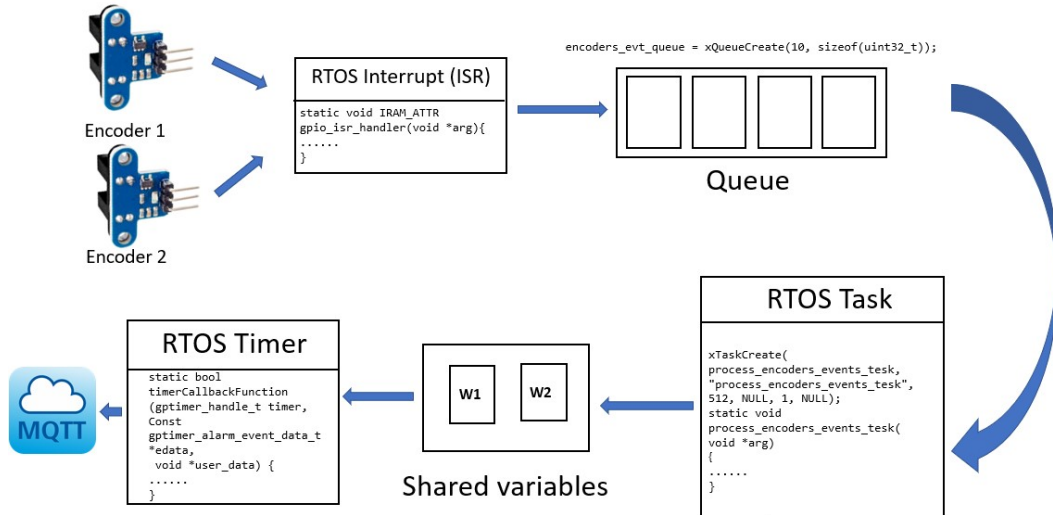 encoders_evt_queue = xQueueCreate(10, sizeof(uint32_t));
RTOS Interrupt (ISR)
static void IRAM_ATTR
gpio_isr_handler(void *arg){
......
}
Encoder 1
Queue
Encoder 2
RTOS Task
xTaskCreate(
process_encoders_events_tesk,
"process_encoders_events_tesk",
512, NULL, 1, NULL);
static void
process_encoders_events_tesk(
void *arg)
{
......
}
W1
W2
Shared variables
RTOS Timer
static bool
timerCallbackFunction
(gptimer_handle_t timer,
Const
gptimer_alarm_event_data_t
*edata,
void *user_data) {
......
}
MQTT